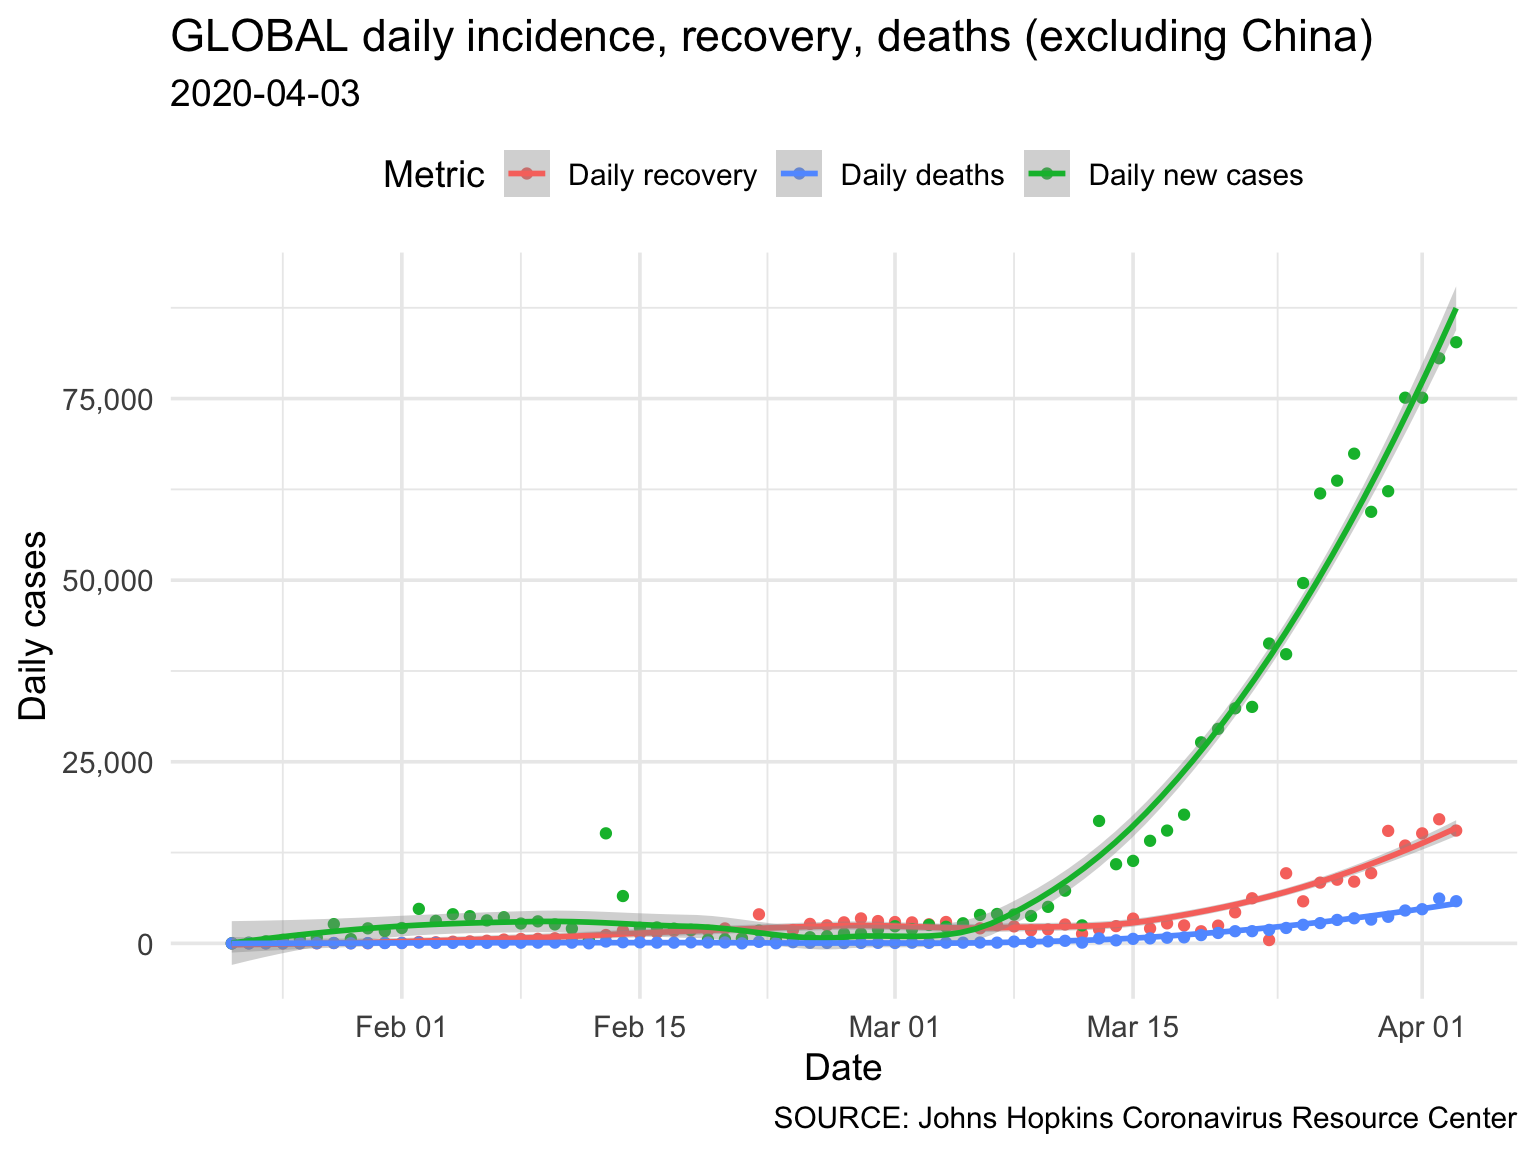 GLOBAL daily incidence, recovery, deaths (excluding China)
2020-04-03
Metric Daily recovery Daily deaths Daily new cases
Daily cases
75,000
50,000
25,000
0
Feb 01 Feb 15 Mar 01 Mar 15 Apr 01
Date
SOURCE: Johns Hopkins Coronavirus Resource Center